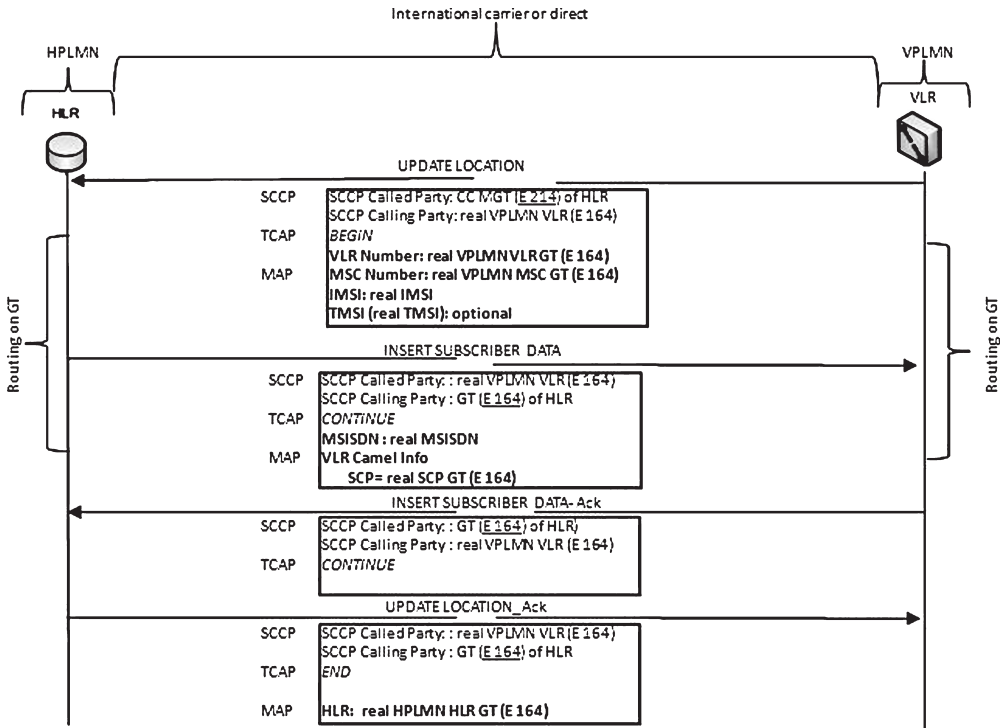 International carrier or direct
HPLMN
VPLMN
HLR
VLR
UPDATE LOCATION
SCCP
SCCP Called Party: CC MGT (E 214) of HLR
SCCP Calling Party: real VPLMN VLR (E 164)
TCAP
BEGIN
VLR Number: real VPLMN VLR GT (E 164)
MAP
MSC Number: real VPLMN MSC GT (E 164)
IMSI: real IMSI
TMSI (real TMSI): optional
Routing on GT
Routing on GT
INSERT SUBSCRIBER DATA
SCCP
SCCP Called Party: : real VPLMN VLR (E 164)
SCCP Calling Party : GT (E 164) of HLR
TCAP
CONTINUE
MSISDN : real MSISDN
MAP
VLR Camel Info
SCP= real SCP GT (E 164)
INSERT SUBSCRIBER DATA- Ack
SCCP
SCCP Called Party: : GT (E 164) of HLR)
SCCP Calling Party : real VPLMN VLR (E 164)
TCAP
CONTINUE
UPDATE LOCATION_Ack
SCCP
SCCP Called Party: : real VPLMN VLR (E 164)
SCCP Calling Party : GT (E 164) of HLR
TCAP
END
MAP
HLR: real HPLMN HLR GT (E 164)